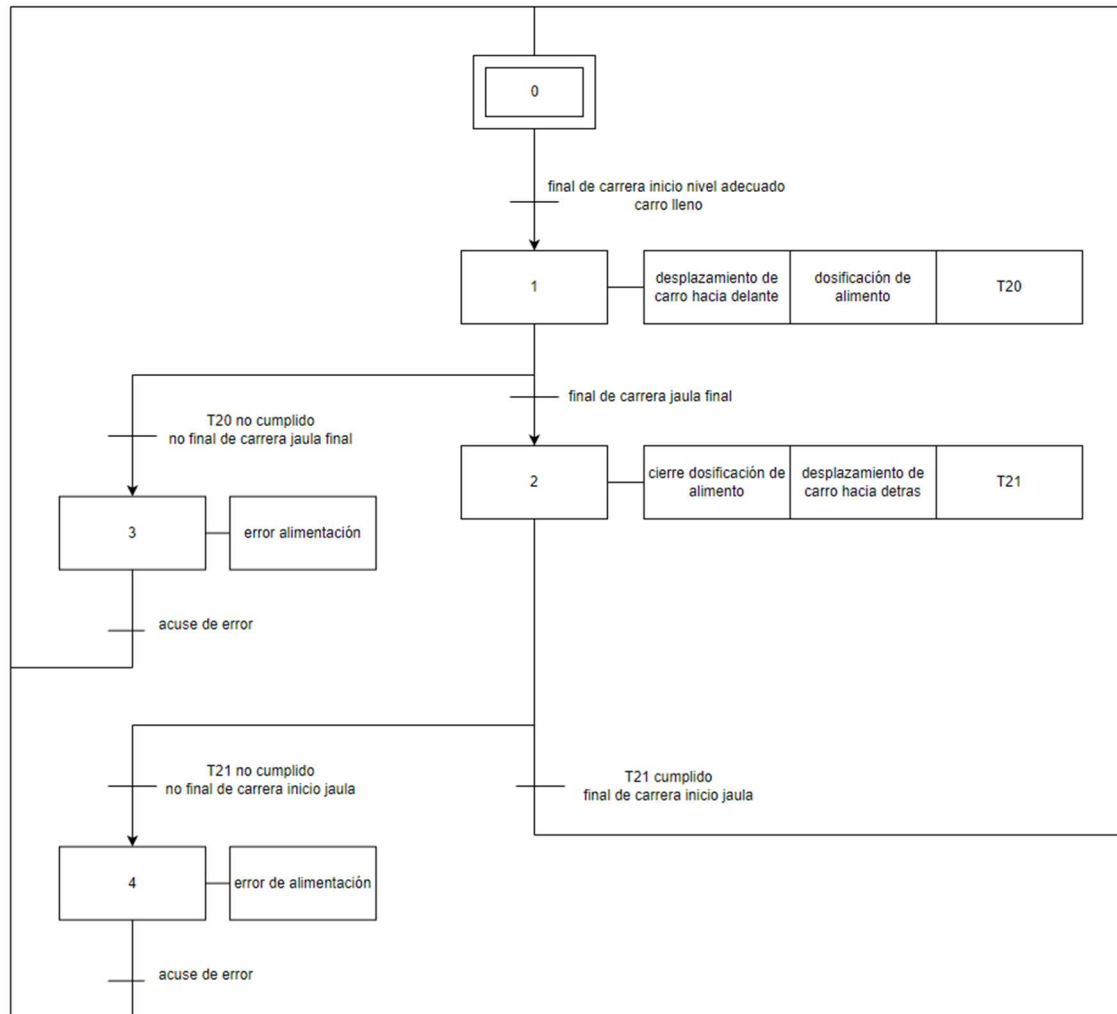 0
final de carrera inicio nivel adecuado
carro lleno
1
desplazamiento de
carro hacia delante
dosificación de
alimento
T20
final de carrera jaula final
T20 no cumplido
no final de carrera jaula final
2
cierre dosificación de
alimento
desplazamiento de
carro hacia detras
T21
3
error alimentación
acuse de error
T21 no cumplido
no final de carrera inicio jaula
T21 cumplido
final de carrera inicio jaula
4
error de alimentación
acuse de error